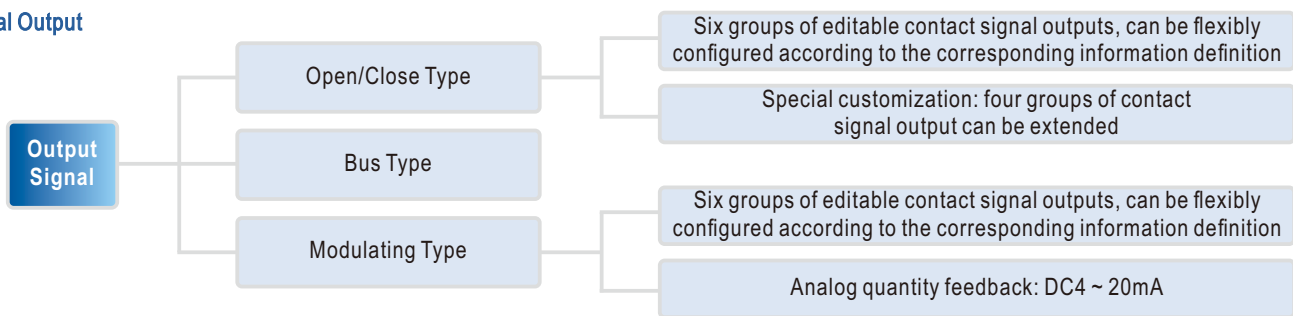 al Output
Output
Signal
Open/Close Type
Six groups of editable contact signal outputs, can be flexibly
configured according to the corresponding information definition
Special customization: four groups of contact
signal output can be extended
Bus Type
Modulating Type
Six groups of editable contact signal outputs, can be flexibly
configured according to the corresponding information definition
Analog quantity feedback: DC4 ~ 20mA